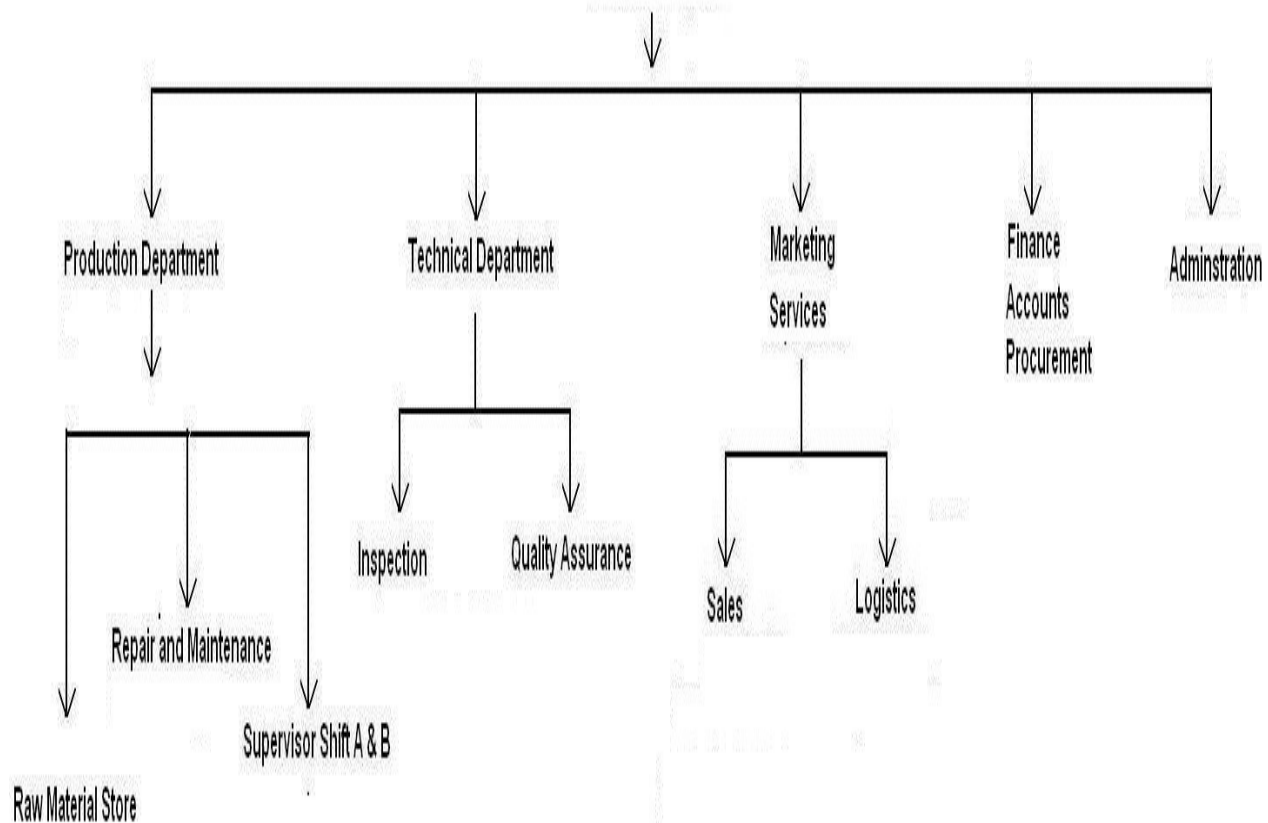 Production Department
Technical Department
Marketing
Services
Finance
Accounts
Procurement
Adminstration
Inspection
Quality Assurance
Sales
Logistics
Repair and Maintenance
Supervisor Shift A & B
Raw Material Store